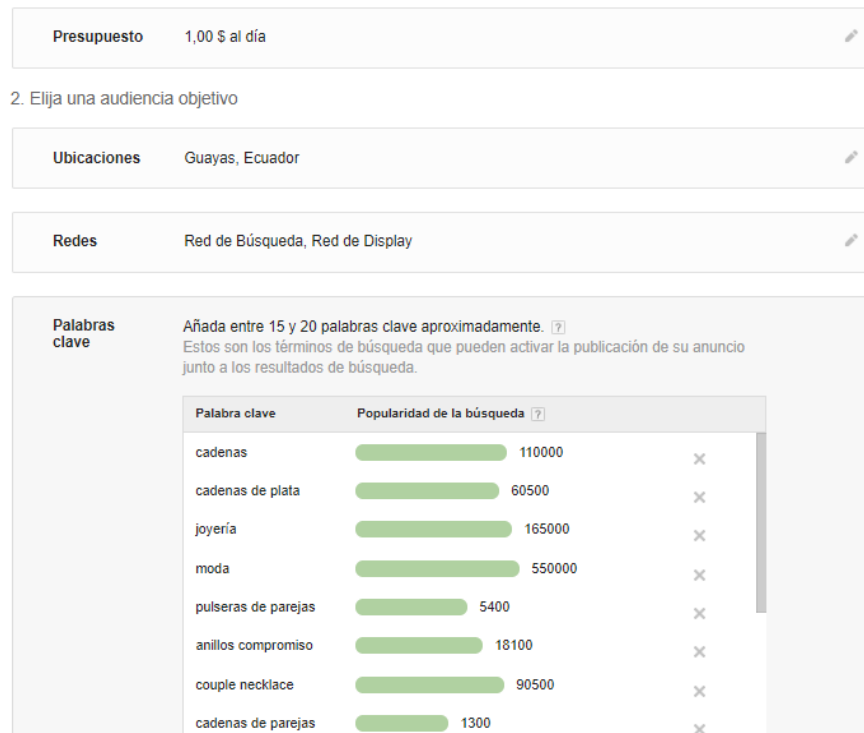 Presupuesto 1,00 $ al día
2. Elija una audiencia objetivo
Ubicaciones Guayas, Ecuador
Redes Red de Búsqueda, Red de Display
Palabras clave Añada entre 15 y 20 palabras clave aproximadamente. ?
Estos son los términos de búsqueda que pueden activar la publicación de su anuncio
junto a los resultados de búsqueda.
Palabra clave Popularidad de la búsqueda ?
cadenas 110000
cadenas de plata 60500
joyería 165000
moda 550000
pulseras de parejas 5400
anillos compromiso 18100
couple necklace 90500
cadenas de parejas 1300